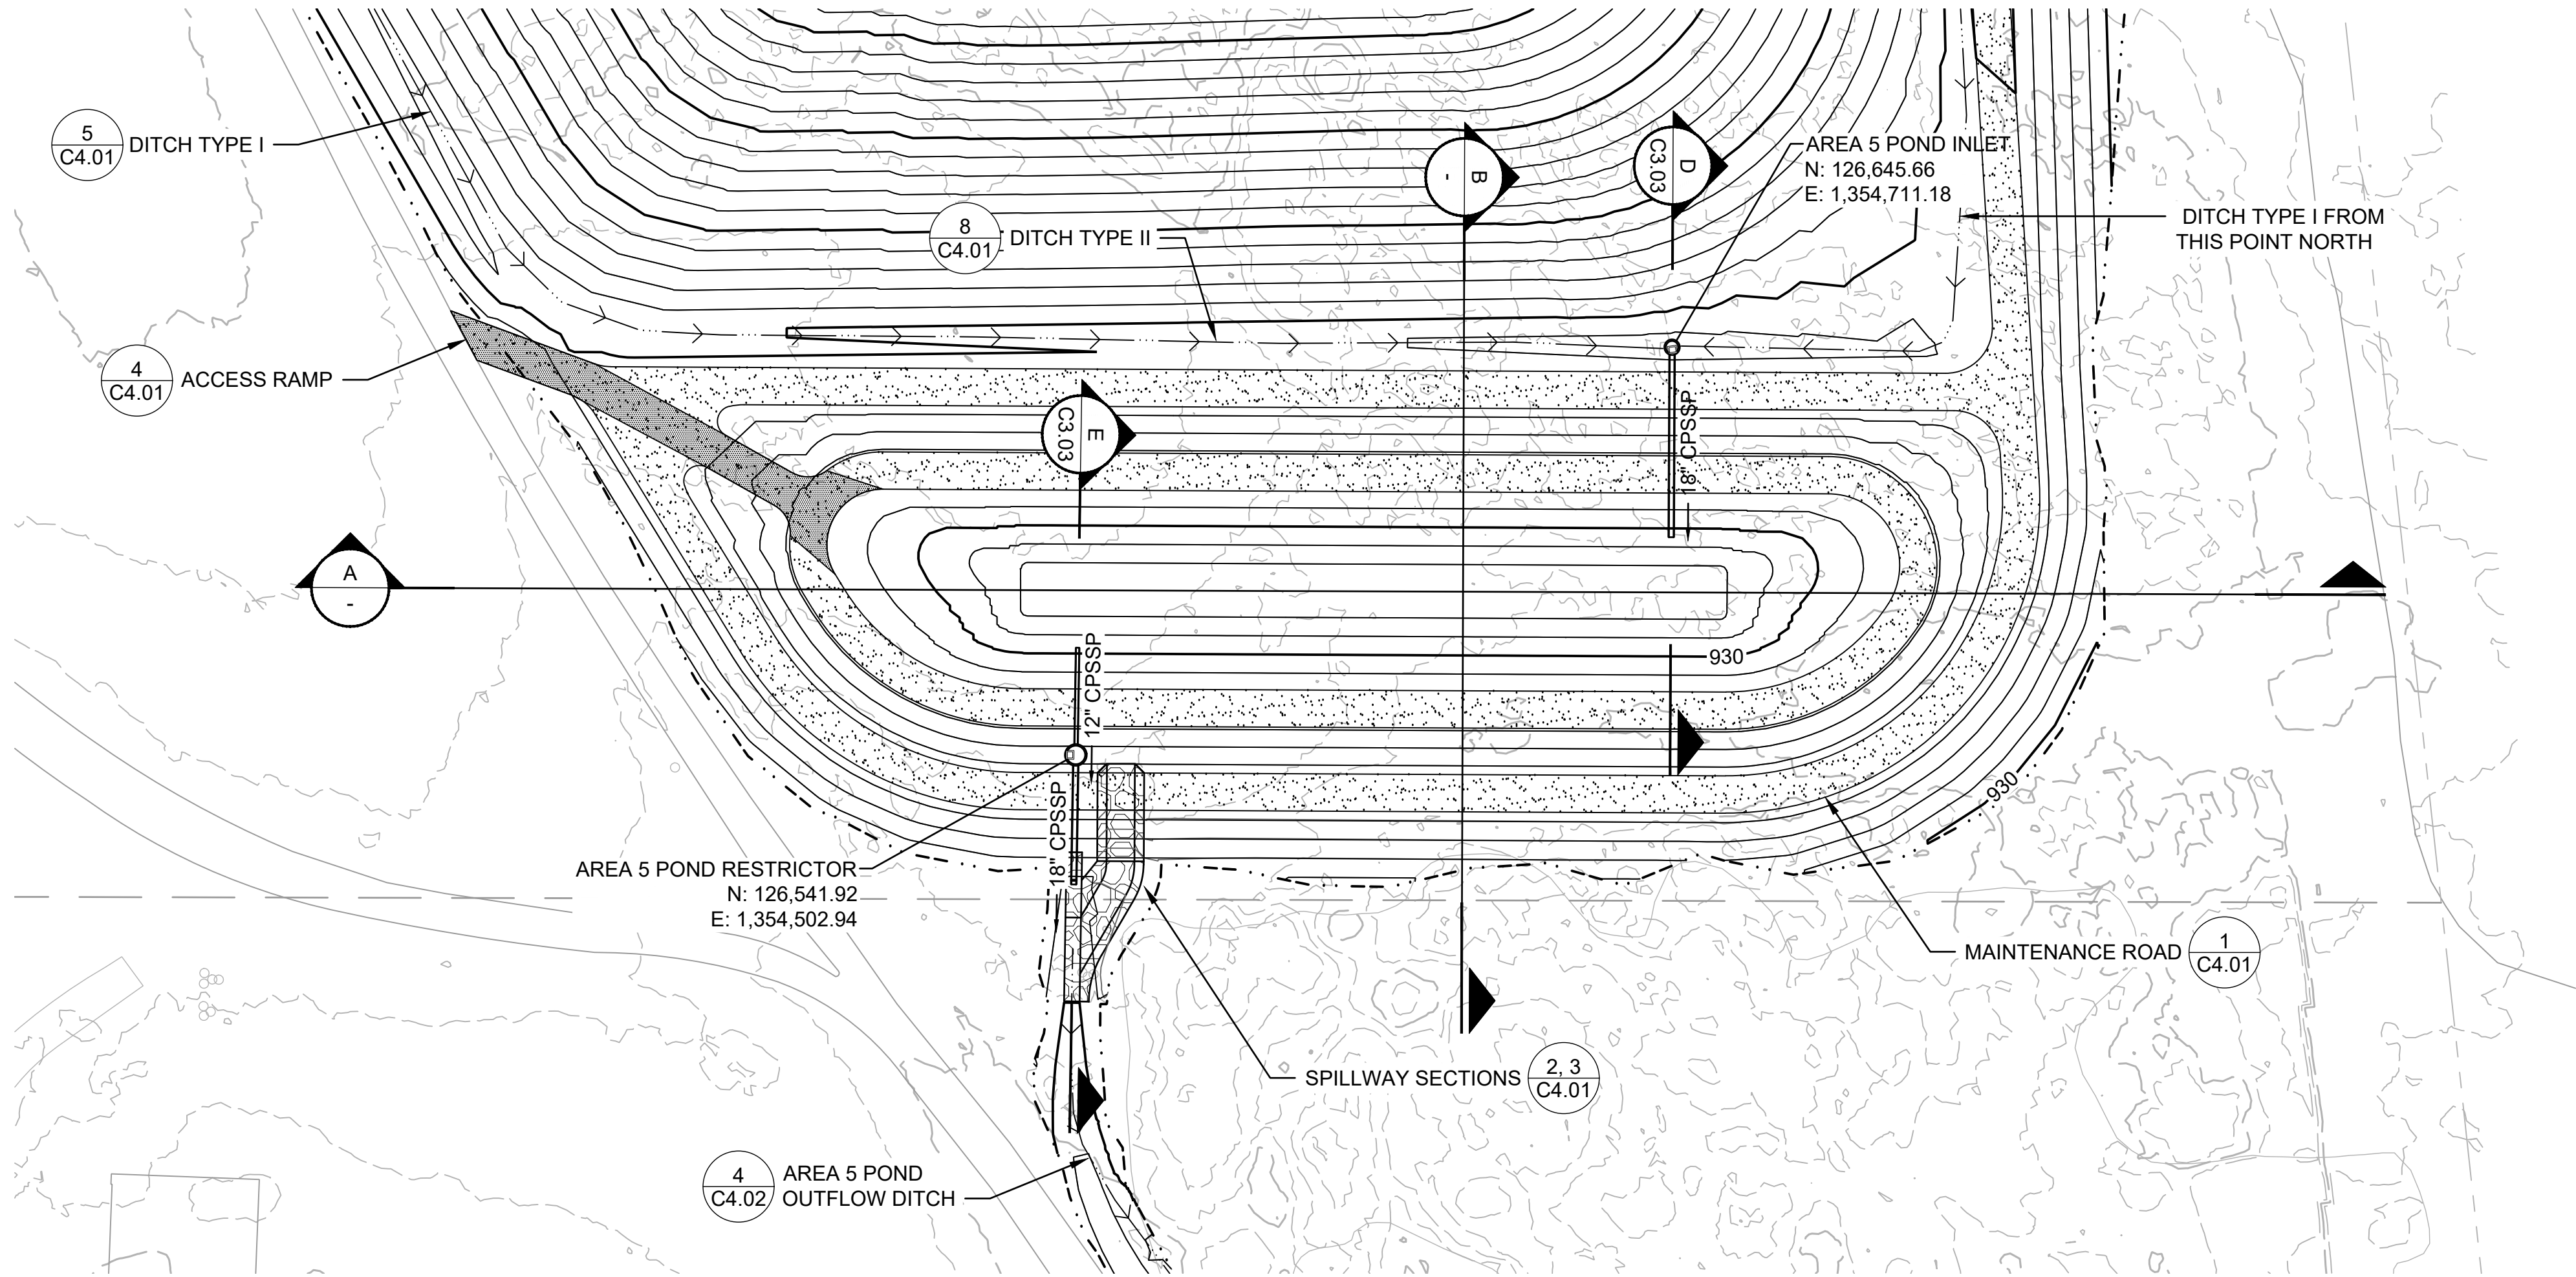 5
C4.01
DITCH TYPE I
4
C4.01
ACCESS RAMP
8
C4.01
DITCH TYPE II
B
-
D
C3.03
AREA 5 POND INLET
N: 126,645.66
E: 1,354,711.18
DITCH TYPE I FROM
THIS POINT NORTH
E
C3.03
18" CPSSP
A
-
12" CPSSP
930
18" CPSSP
930
AREA 5 POND RESTRICTOR
N: 126,541.92
E: 1,354,502.94
MAINTENANCE ROAD
1
C4.01
SPILLWAY SECTIONS
2, 3
C4.01
4
C4.02
AREA 5 POND
OUTFLOW DITCH